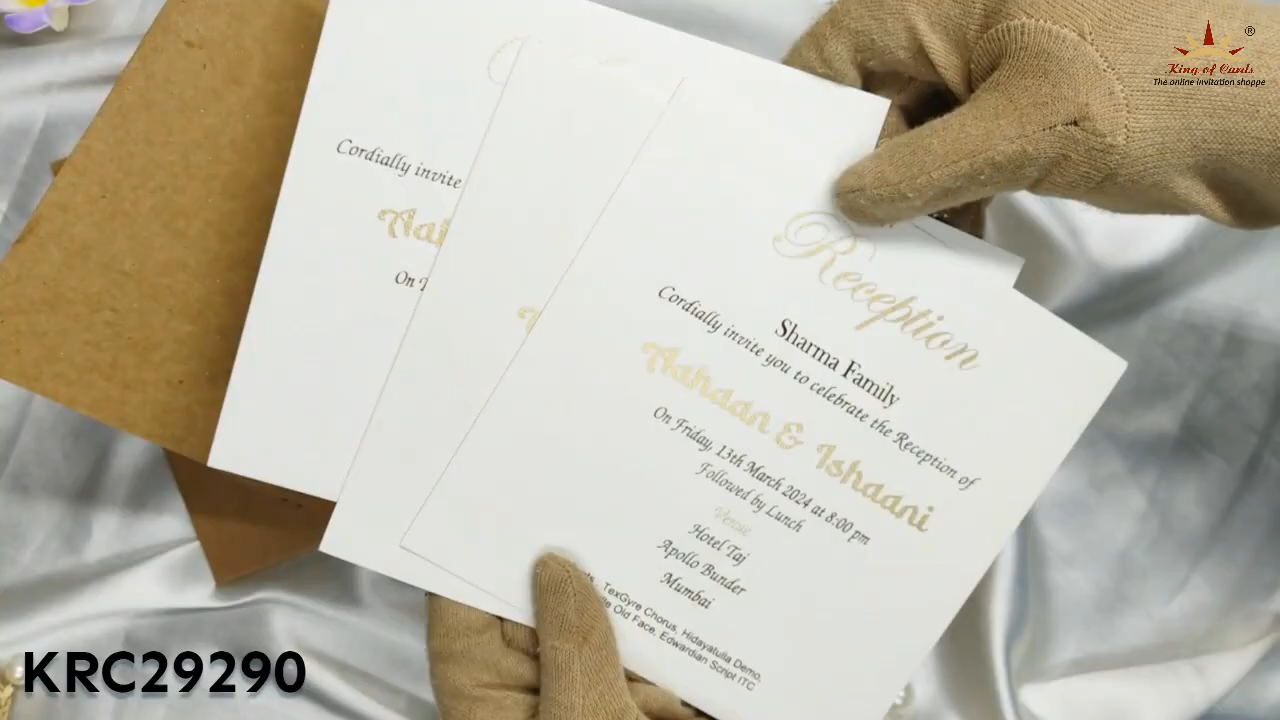 ®
King of Cards
The online invitation shoppe
Cordially invite
On
Reception
Sharma Family
Cordially invite you to celebrate the Reception of
Aahaan & Ishaani
On Friday, 13th March 2024 at 8:00 pm
Followed by Lunch
Venue
Hotel Taj
Apollo Bunder
Mumbai
TexGyre Chorus, Hidayatulla Demo,
Old Face, Edwardian Script ITC
KRC29290